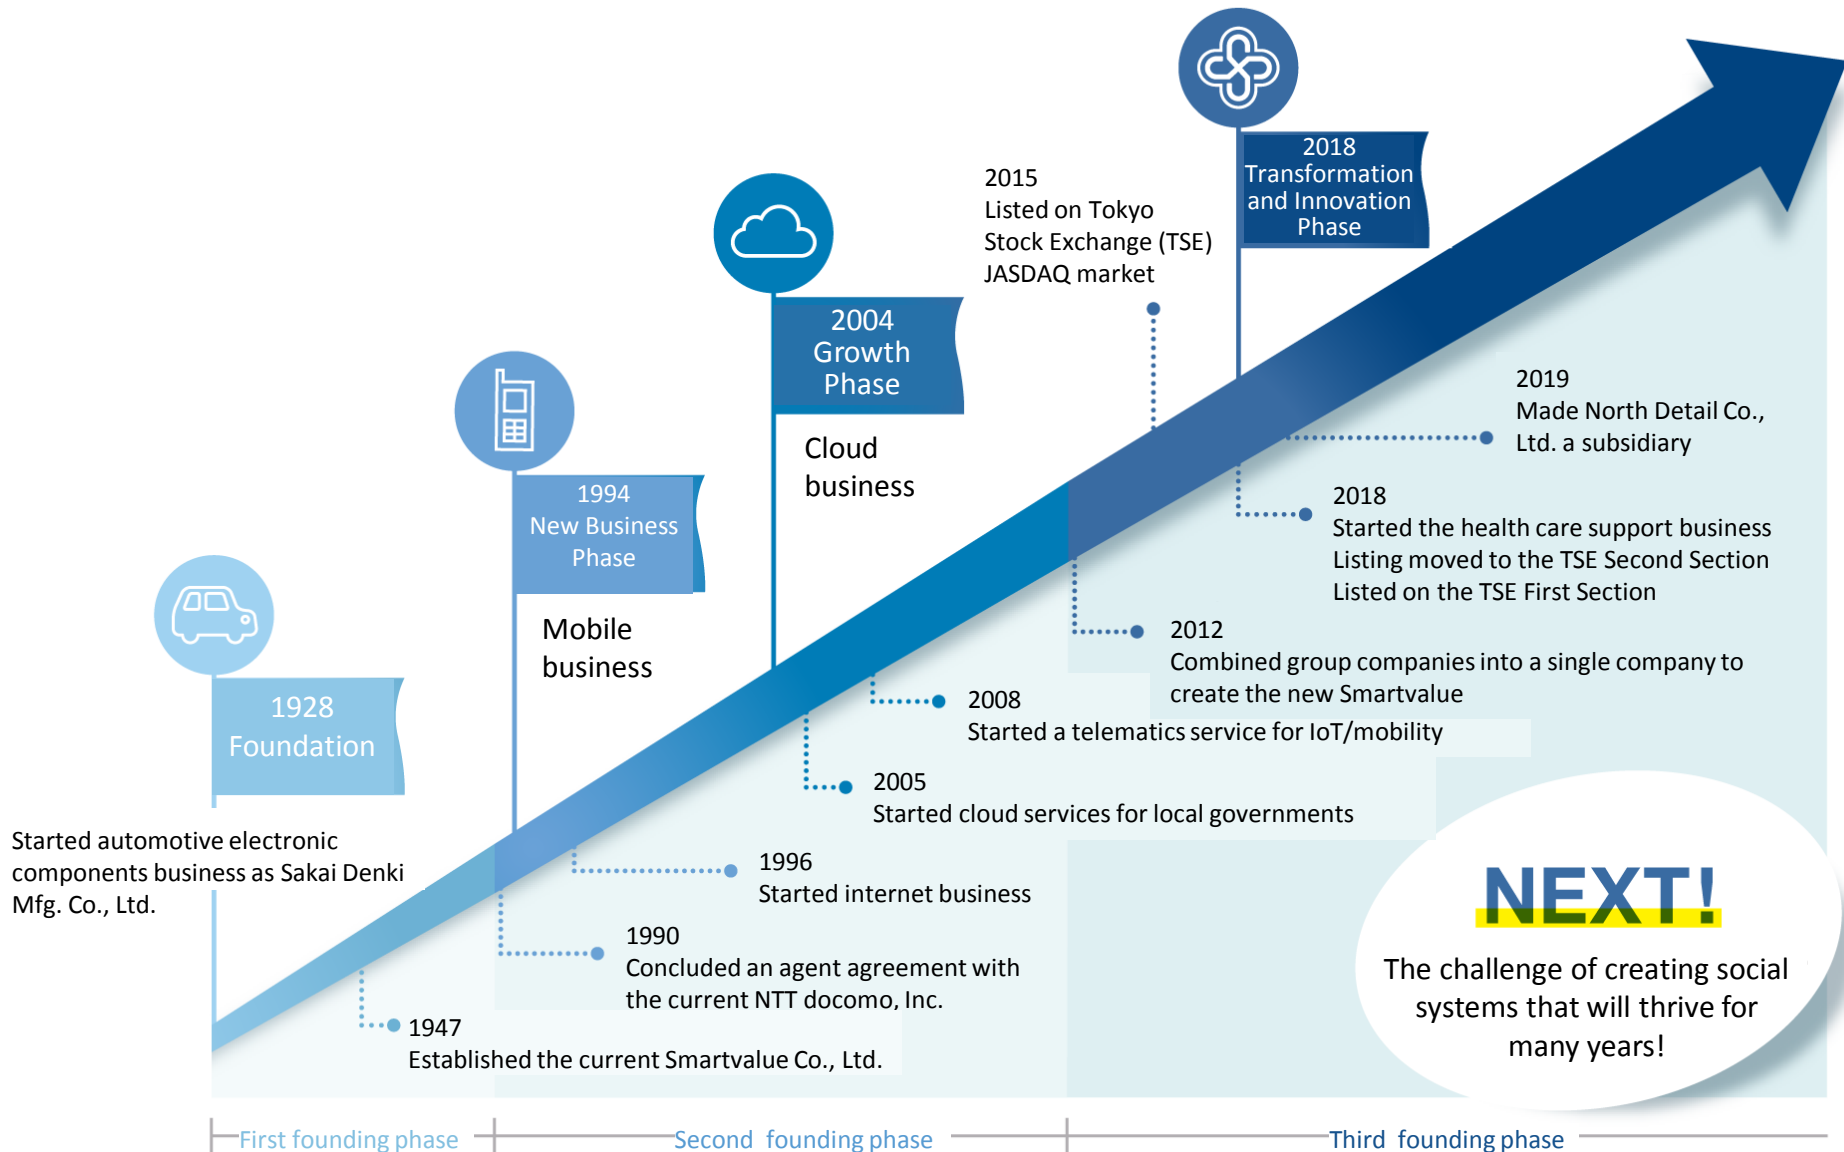 2018
Transformation
and Innovation
Phase
2015
Listed on Tokyo
Stock Exchange (TSE)
JASDAQ market
2004
Growth
Phase
Cloud
business
2019
Made North Detail Co.,
Ltd. a subsidiary
1994
New Business
Phase
Mobile
business
2018
Started the health care support business
Listing moved to the TSE Second Section
Listed on the TSE First Section
2012
Combined group companies into a single company to
create the new Smartvalue
1928
Foundation
2008
Started a telematics service for IoT/mobility
2005
Started cloud services for local governments
Started automotive electronic
components business as Sakai Denki
Mfg. Co., Ltd.
1996
Started internet business
1990
Concluded an agent agreement with
the current NTT docomo, Inc.
1947
Established the current Smartvalue Co., Ltd.
NEXT!
The challenge of creating social
systems that will thrive for
many years!
First founding phase
Second founding phase
Third founding phase